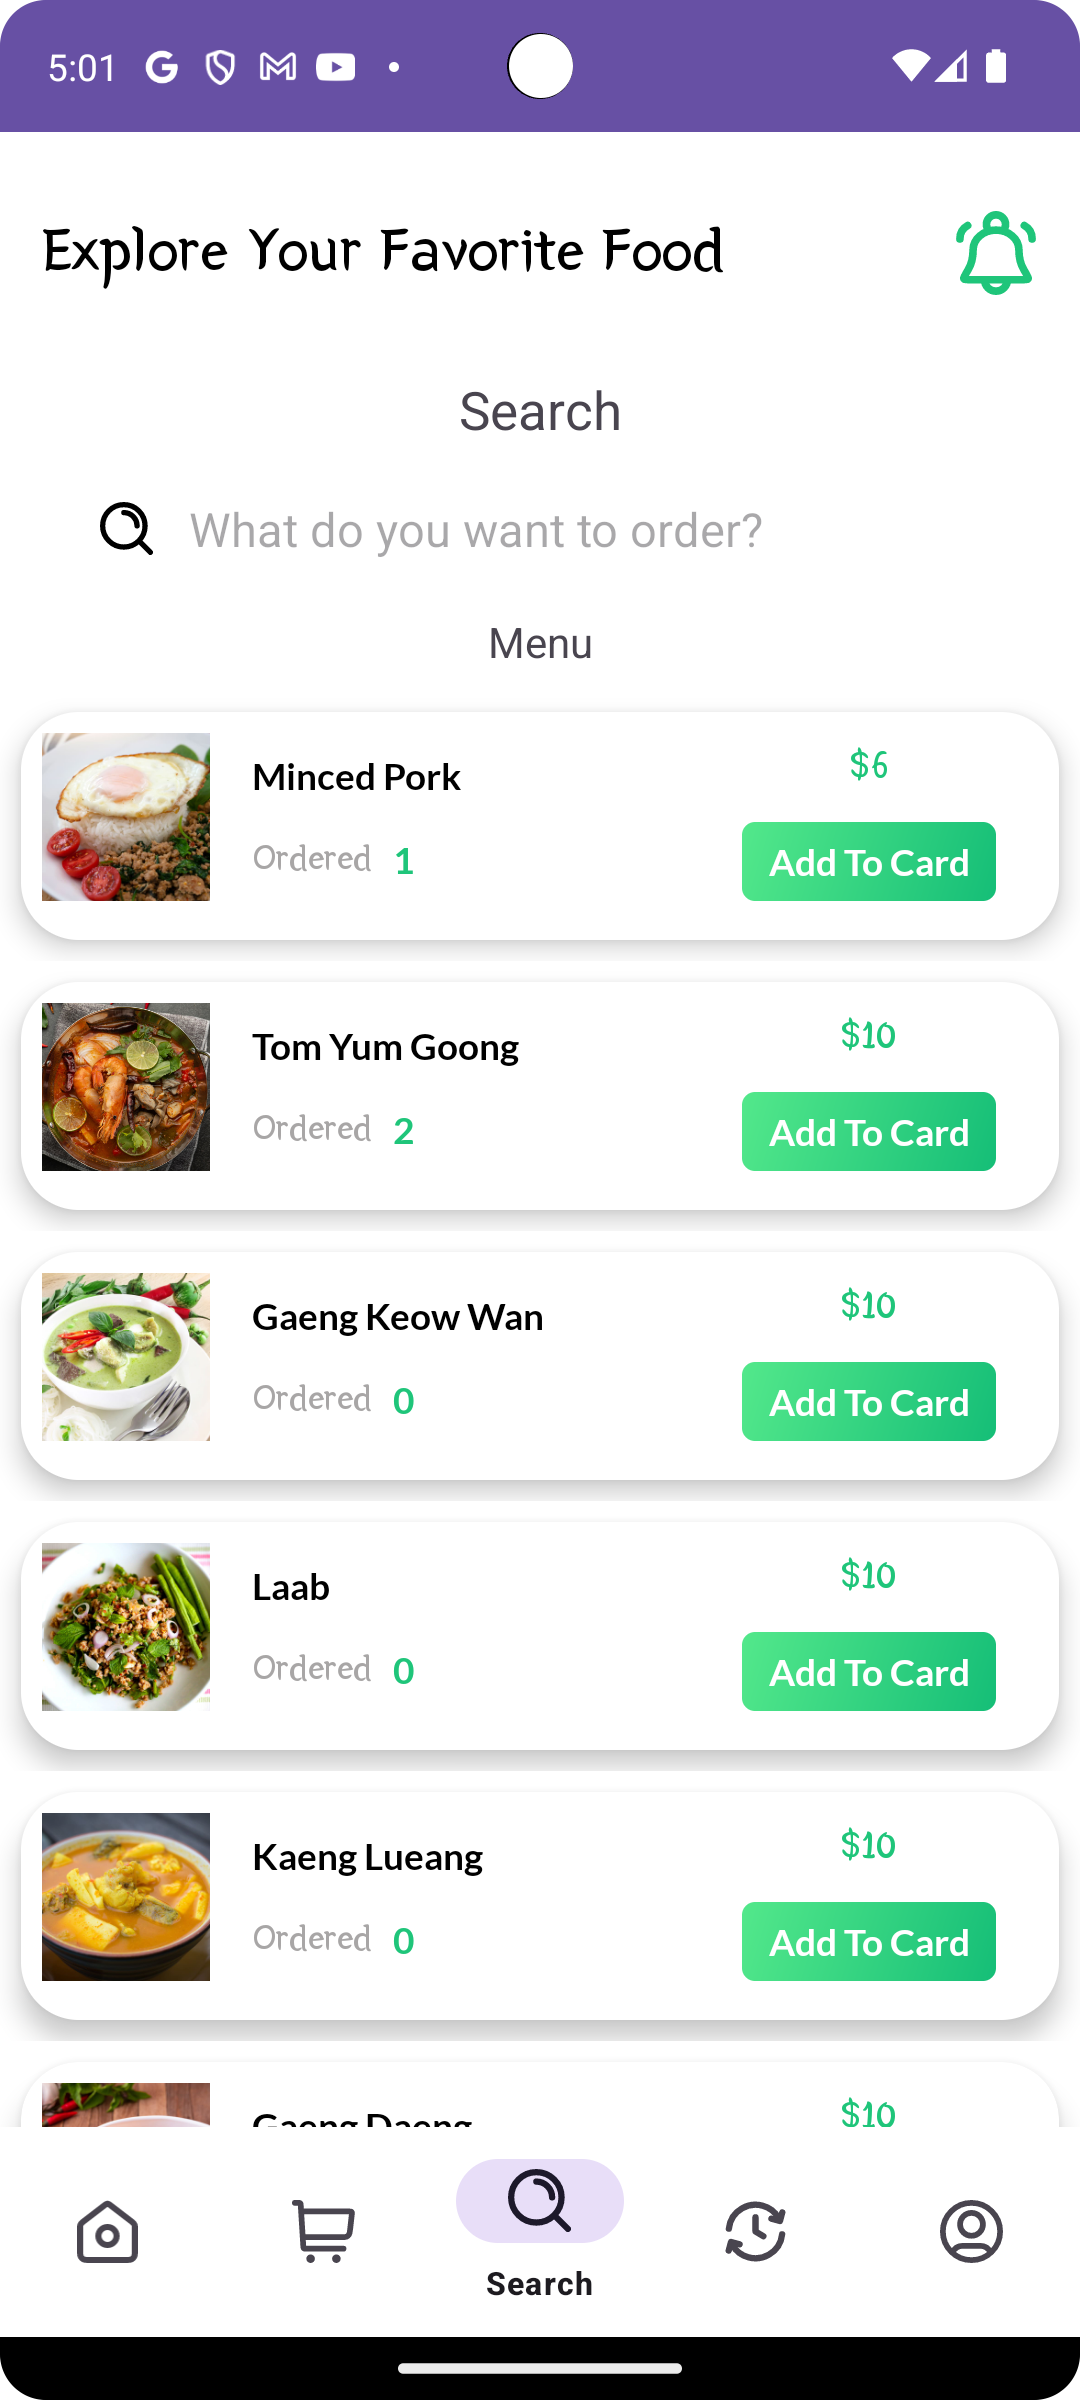 5:01
Explore Your Favorite Food
Search
What do you want to order?
Menu
Minced Pork
$6
Ordered 1
Add To Card
Tom Yum Goong
$10
Ordered 2
Add To Card
Gaeng Keow Wan
$10
Ordered 0
Add To Card
Laab
$10
Ordered 0
Add To Card
Kaeng Lueang
$10
Ordered 0
Add To Card
Gaeng Daeng
$10
Search